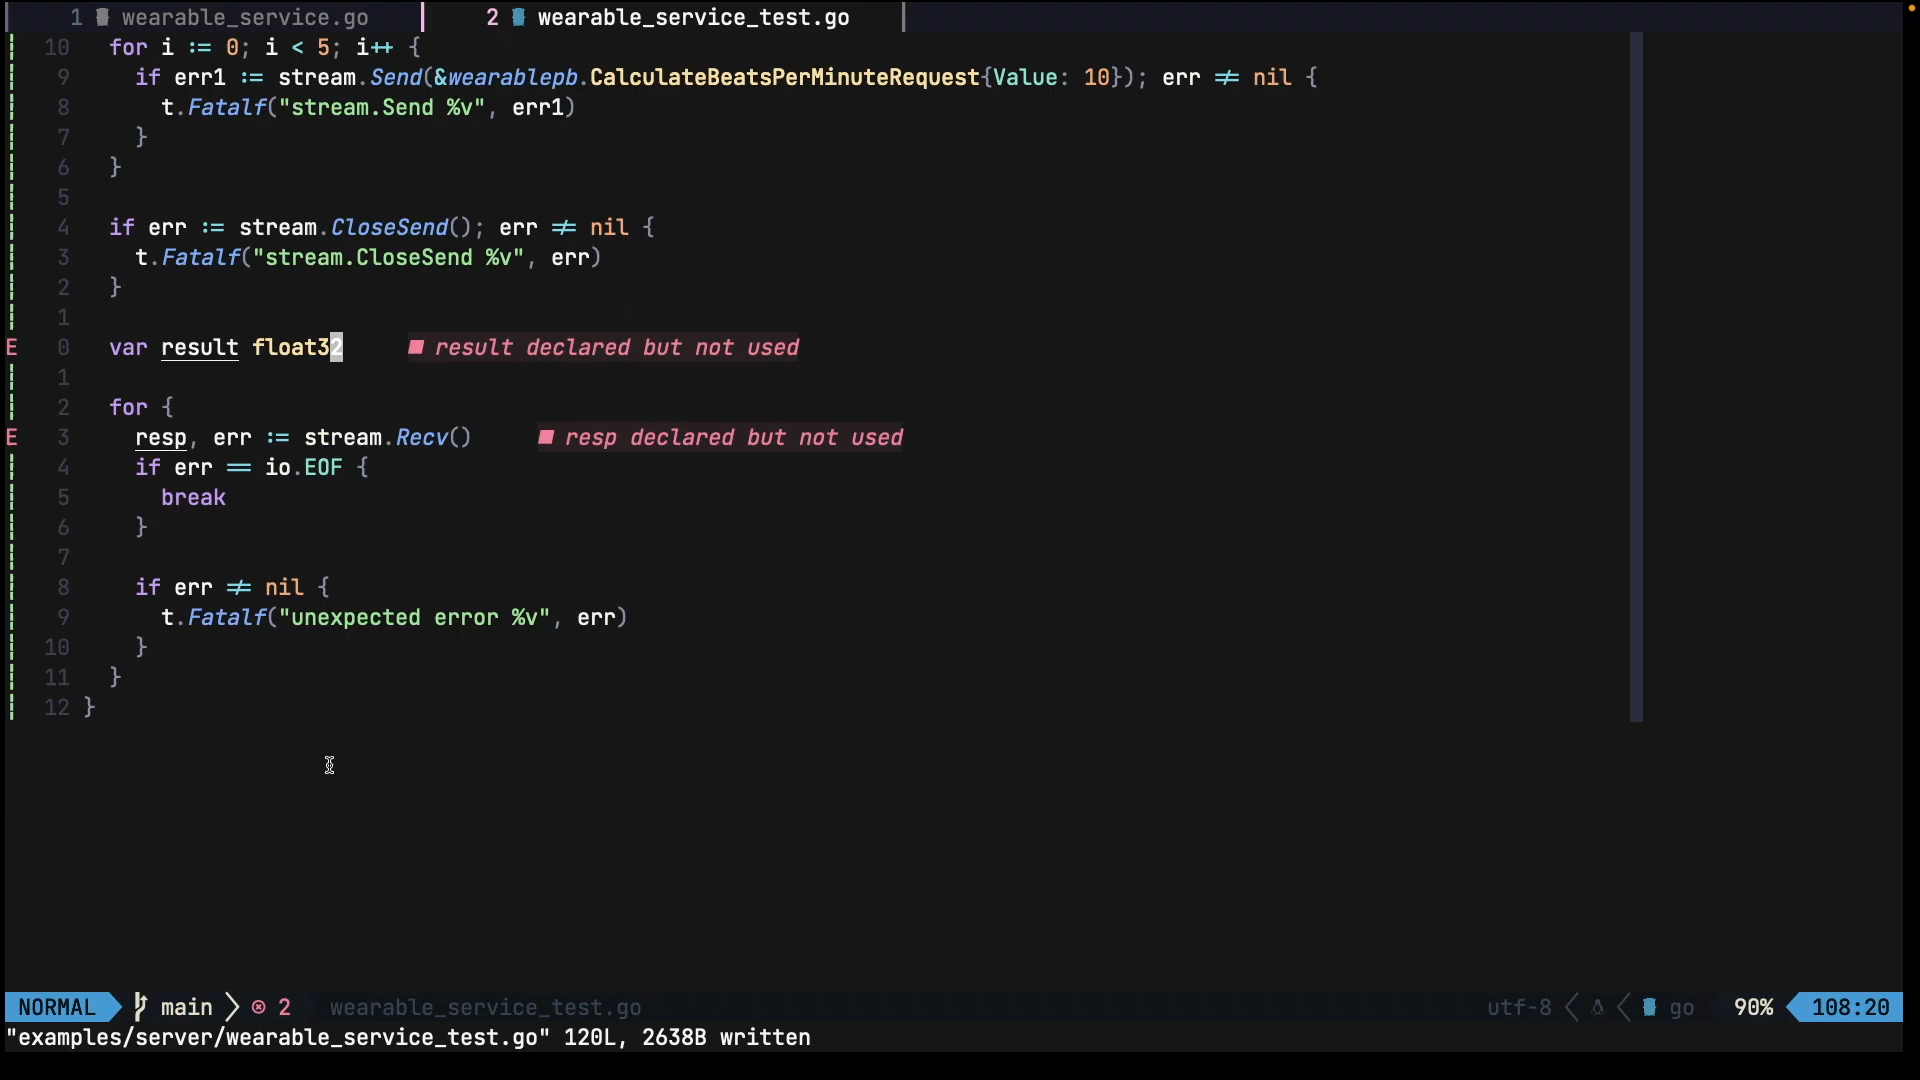 1 wearable_service.go 2 wearable_service_test.go
10 for i := 0; i < 5; i++ {
9 if err1 := stream.Send(&wearablepb.CalculateBeatsPerMinuteRequest{Value: 10}); err != nil {
8 t.Fatalf("stream.Send %v", err1)
7 }
6 }
5
4 if err := stream.CloseSend(); err != nil {
3 t.Fatalf("stream.CloseSend %v", err)
2 }
1
E 0 var result float32 ■ result declared but not used
1
2 for {
E 3 resp, err := stream.Recv() ■ resp declared but not used
4 if err == io.EOF {
5 break
6 }
7
8 if err != nil {
9 t.Fatalf("unexpected error %v", err)
10 }
11 }
12 }
NORMAL main 2 wearable_service_test.go utf-8 go 90% 108:20
"examples/server/wearable_service_test.go" 120L, 2638B written